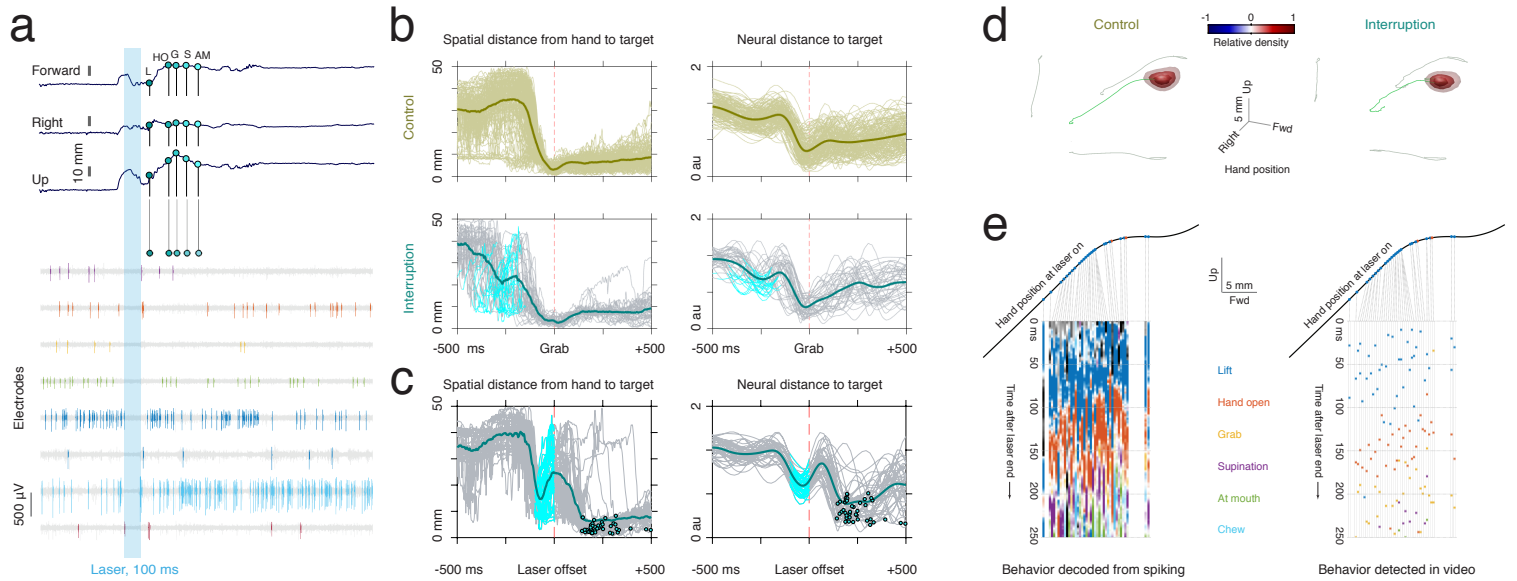 a
Forward
L
HO
G
S
AM
Right
Up
10 mm
Electrodes
500 µV
Laser, 100 ms
b
Spatial distance from hand to target
Neural distance to target
Control
50
0 mm
2
0 au
Interruption
50
0 mm
2
0 au
-500 ms
Grab
+500
-500 ms
Grab
+500
c
Spatial distance from hand to target
Neural distance to target
50
0 mm
2
0 au
-500 ms
Laser offset
+500
-500 ms
Laser offset
+500
d
Control
-1
0
1
Relative density
Interruption
5 mm
Up
Right
Fwd
Hand position
e
Hand position at laser on
0 ms
50
100
150
200
250
Time after laser end →
Behavior decoded from spiking
Up
5 mm
Fwd
Lift
Hand open
Grab
Supination
At mouth
Chew
Hand position at laser on
0 ms
50
100
150
200
250
Time after laser end →
Behavior detected in video